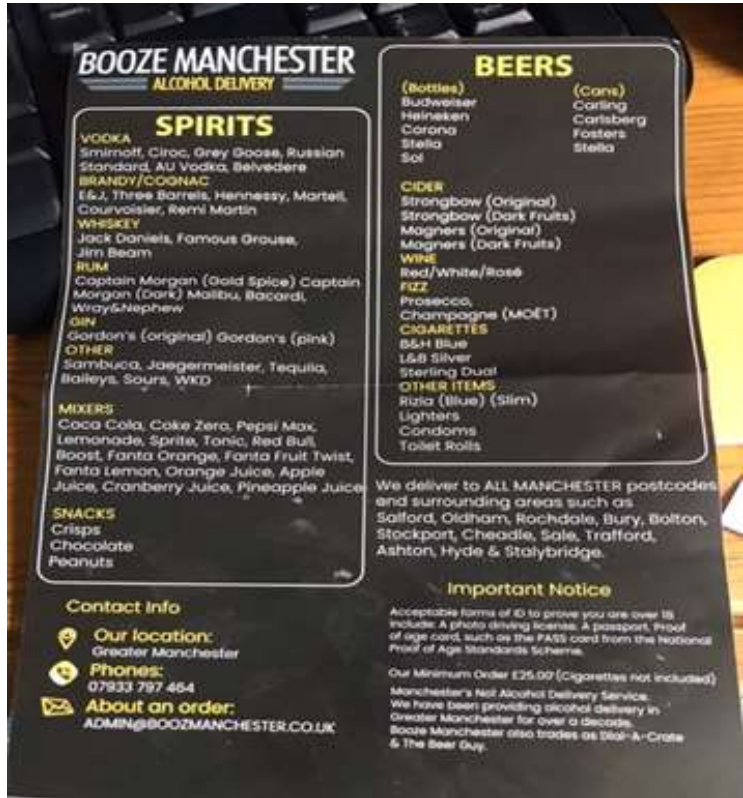 BOOZE MANCHESTER
ALCOHOL DELIVERY
SPIRITS
VODKA
Smirnoff, Ciroc, Grey Goose, Russian
Standard, AU Vodka, Belvedere
BRANDY/COGNAC
E&J, Three Barrels, Hennessy, Martell,
Courvoisier, Remi Martin
WHISKEY
Jack Daniels, Famous Grouse,
Jim Beam
RUM
Captain Morgan (Gold Spice) Captain
Morgan (Dark) Malibu, Bacardi,
Wray&Nephew
GIN
Gordon's (original) Gordon's (pink)
OTHER
Sambuca, Jaegermeister, Tequila,
Baileys, Sours, WKD
MIXERS
Coca Cola, Coke Zero, Pepsi Max,
Lemonade, Sprite, Tonic, Red Bull,
Boost, Fanta Orange, Fanta Fruit Twist,
Fanta Lemon, Orange Juice, Apple
Juice, Cranberry Juice, Pineapple Juice
SNACKS
Crisps
Chocolate
Peanuts
Contact Info
Our location:
Greater Manchester
Phones:
07933 797 464
About an order:
ADMIN@BOOZMANCHESTER.CO.UK
BEERS
(Bottles)
Budweiser
Heineken
Corona
Stella
Sol
(Cans)
Carling
Carlsberg
Fosters
Stella
CIDER
Strongbow (Original)
Strongbow (Dark Fruits)
Magners (Original)
Magners (Dark Fruits)
WINE
Red/White/Rosé
FIZZ
Prosecco,
Champagne (MOËT)
CIGARETTES
B&H Blue
L&B Silver
Sterling Dual
OTHER ITEMS
Rizla (Blue) (Slim)
Lighters
Condoms
Toilet Rolls
We deliver to ALL MANCHESTER postcodes
and surrounding areas such as
Salford, Oldham, Rochdale, Bury, Bolton,
Stockport, Cheadle, Sale, Trafford,
Ashton, Hyde & Stalybridge.
Important Notice
Acceptable forms of ID to prove you are over 18
include: A photo driving license. A passport, Proof
of age card, such as the PASS card from the National
Proof of Age Standards Scheme.
Our Minimum Order £25.00 (Cigarettes not included)
Manchester's No1 Alcohol Delivery Service.
We have been providing alcohol delivery in
Greater Manchester for over a decade.
Booze Manchester also trades as Dial-A-Crate
& The Beer Guy.